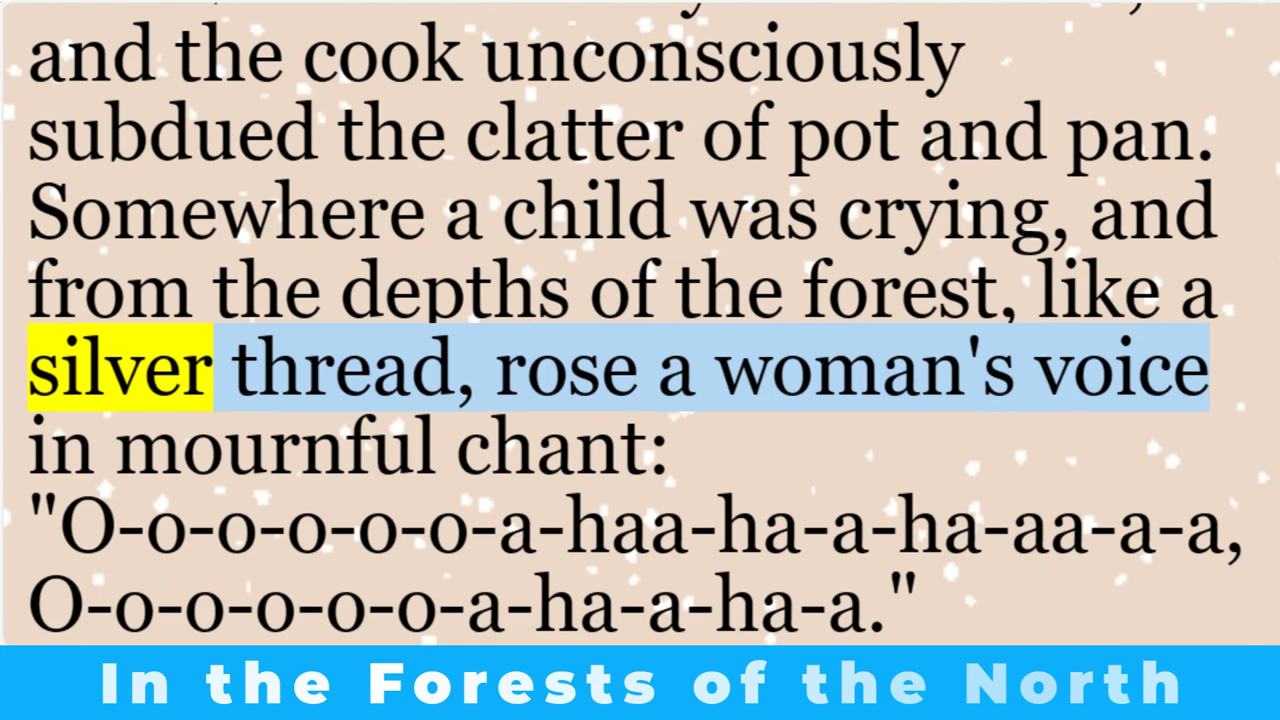 and the cook unconsciously
subdued the clatter of pot and pan.
Somewhere a child was crying, and
from the depths of the forest, like a
silver thread, rose a woman's voice
in mournful chant:
"O-o-o-o-o-o-a-haa-ha-a-ha-aa-a-a,
O-o-o-o-o-o-a-ha-a-ha-a."
In the Forests of the North